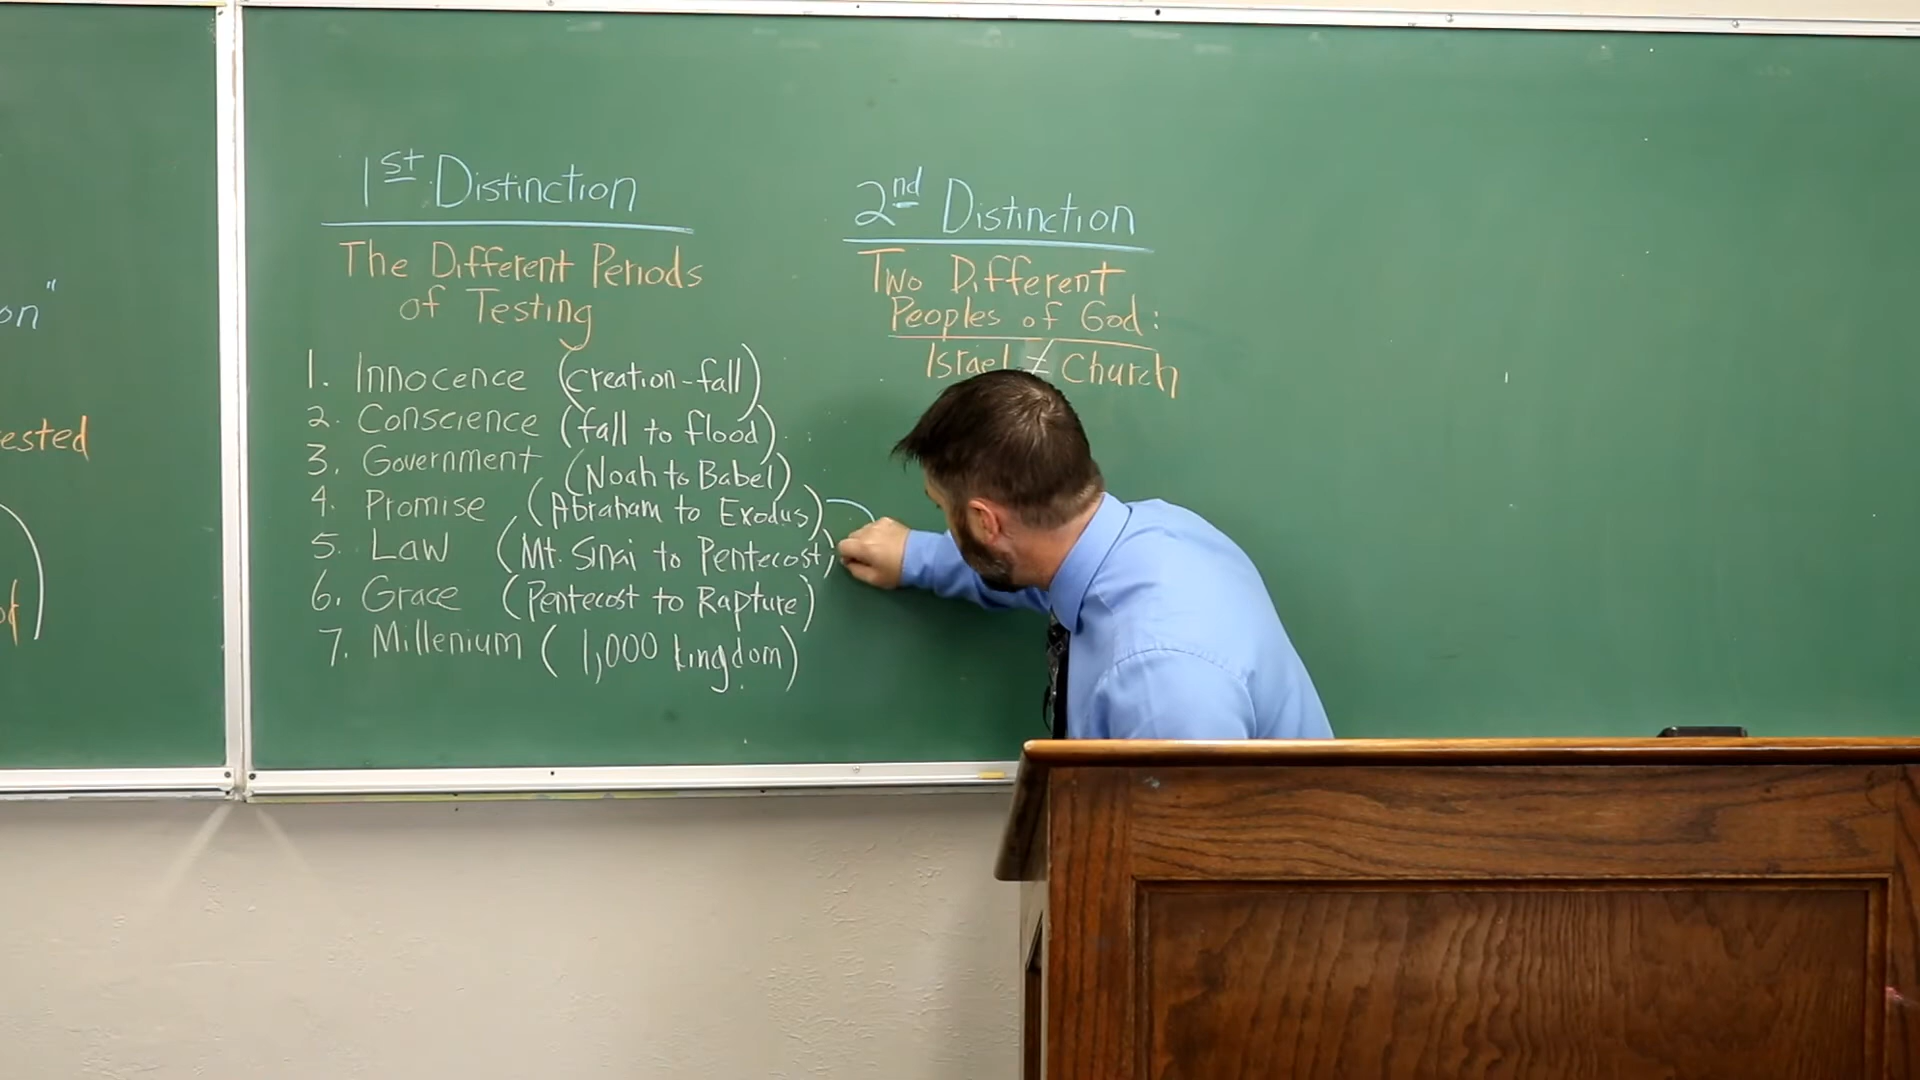 on"
ested
1st Distinction
The Different Periods
of Testing
1. Innocence (creation-fall)
2. Conscience (fall to flood)
3. Government (Noah to Babel)
4. Promise (Abraham to Exodus)
5. Law (Mt. Sinai to Pentecost)
6. Grace (Pentecost to Rapture)
7. Millenium (1,000 kingdom)
2nd Distinction
Two Different
Peoples of God:
Israel ≠ Church